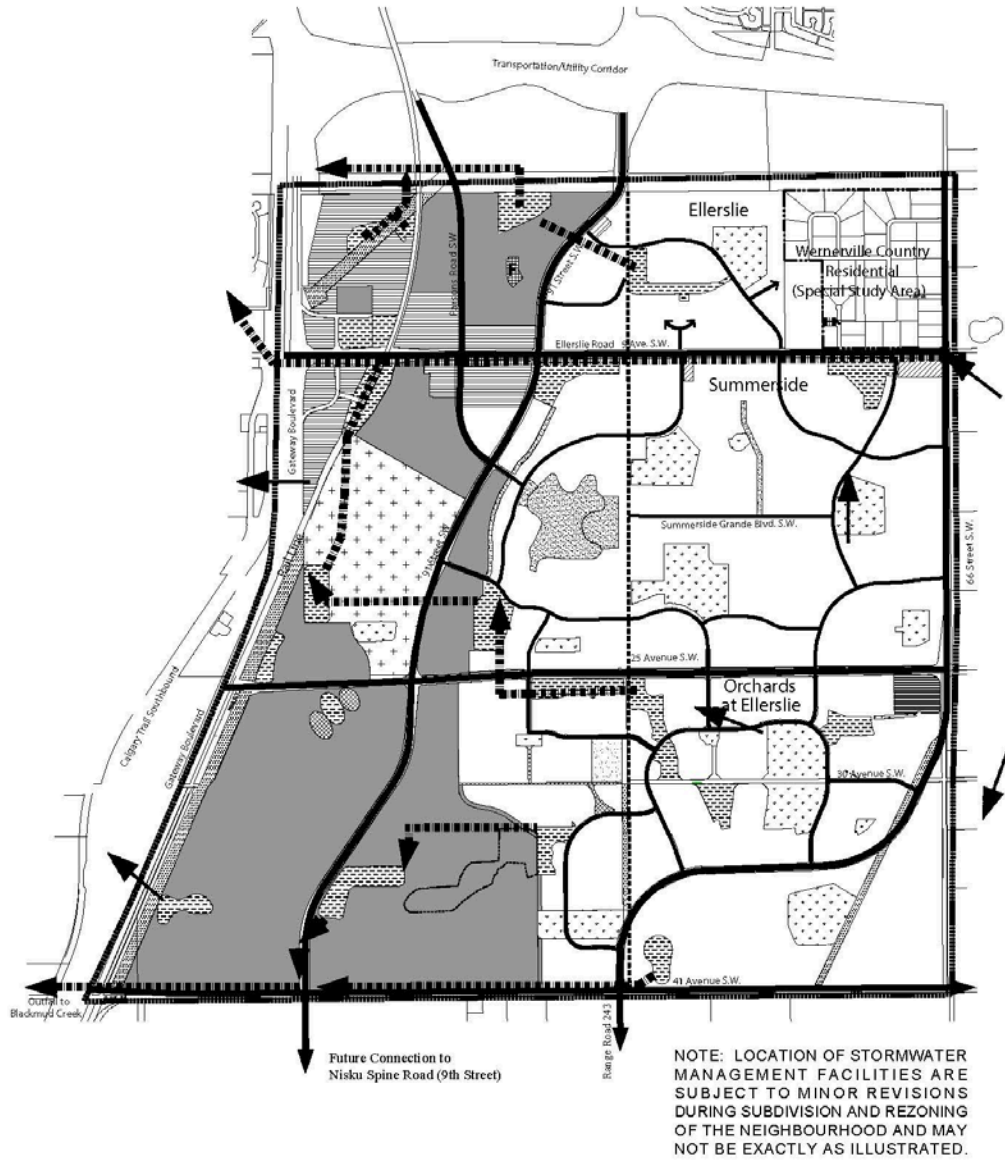 Transportation/Utility Corridor
Ellerslie
Wernerville Country
Residential
(Special Study Area)
Parsons Road SW
91 Street S.W.
F
Ellerslie Road 9 Ave. S.W.
Summerside
Gateway Boulevard
Rail Line
91 Street SW
Summerside Grande Blvd. S.W.
66 Street S.W.
25 Avenue S.W.
Orchards
at Ellerslie
Calgary Trail Southbound
Gateway Boulevard
30 Avenue S.W.
41 Avenue S.W.
Outfall to
Blackmud Creek
Range Road 243
Future Connection to
Nisku Spine Road (9th Street)
NOTE: LOCATION OF STORMWATER
MANAGEMENT FACILITIES ARE
SUBJECT TO MINOR REVISIONS
DURING SUBDIVISION AND REZONING
OF THE NEIGHBOURHOOD AND MAY
NOT BE EXACTLY AS ILLUSTRATED.